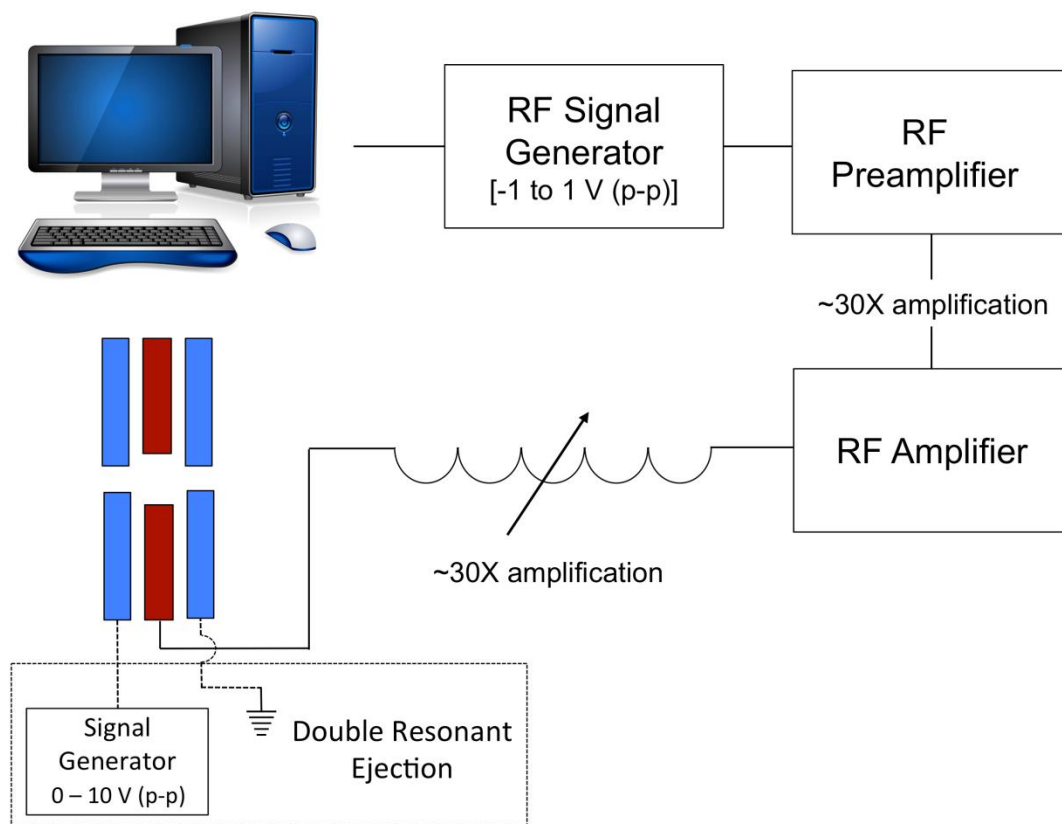 RF Signal
Generator
[-1 to 1 V (p-p)]
RF
Preamplifier
~30X amplification
RF Amplifier
~30X amplification
Signal
Generator
0 – 10 V (p-p)
Double Resonant
Ejection